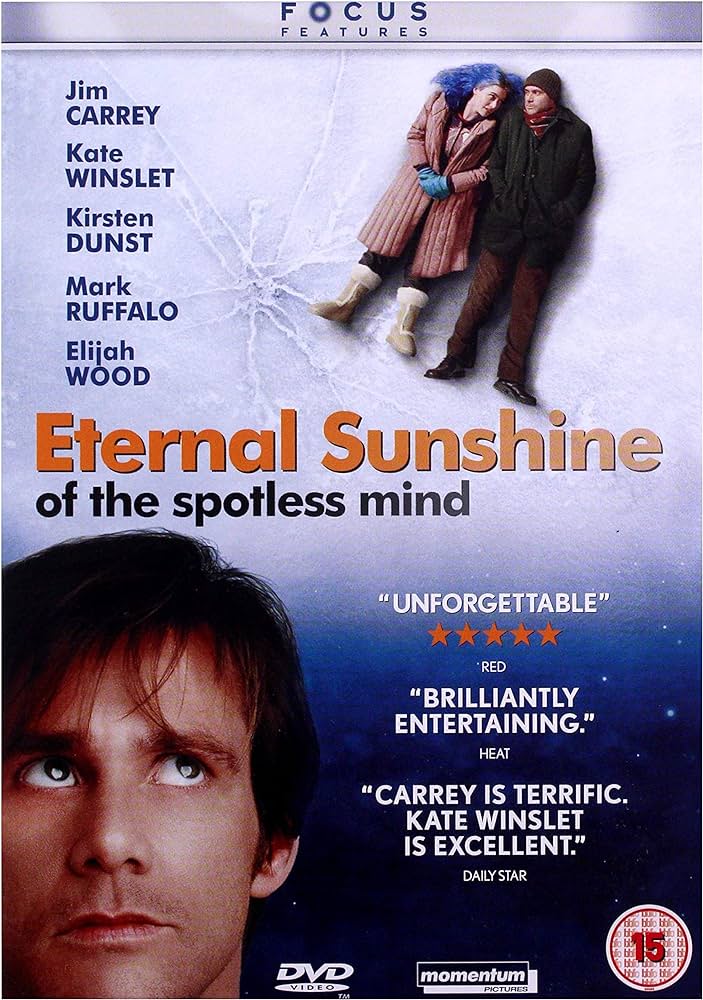 FOCUS
FEATURES
Jim
CARREY
Kate
WINSLET
Kirsten
DUNST
Mark
RUFFALO
Elijah
WOOD
Eternal Sunshine
of the spotless mind
“UNFORGETTABLE”
RED
“BRILLIANTLY
ENTERTAINING.”
HEAT
“CARREY IS TERRIFIC.
KATE WINSLET
IS EXCELLENT.”
DAILY STAR
DVD
VIDEO
TM
momentum
PICTURES
15